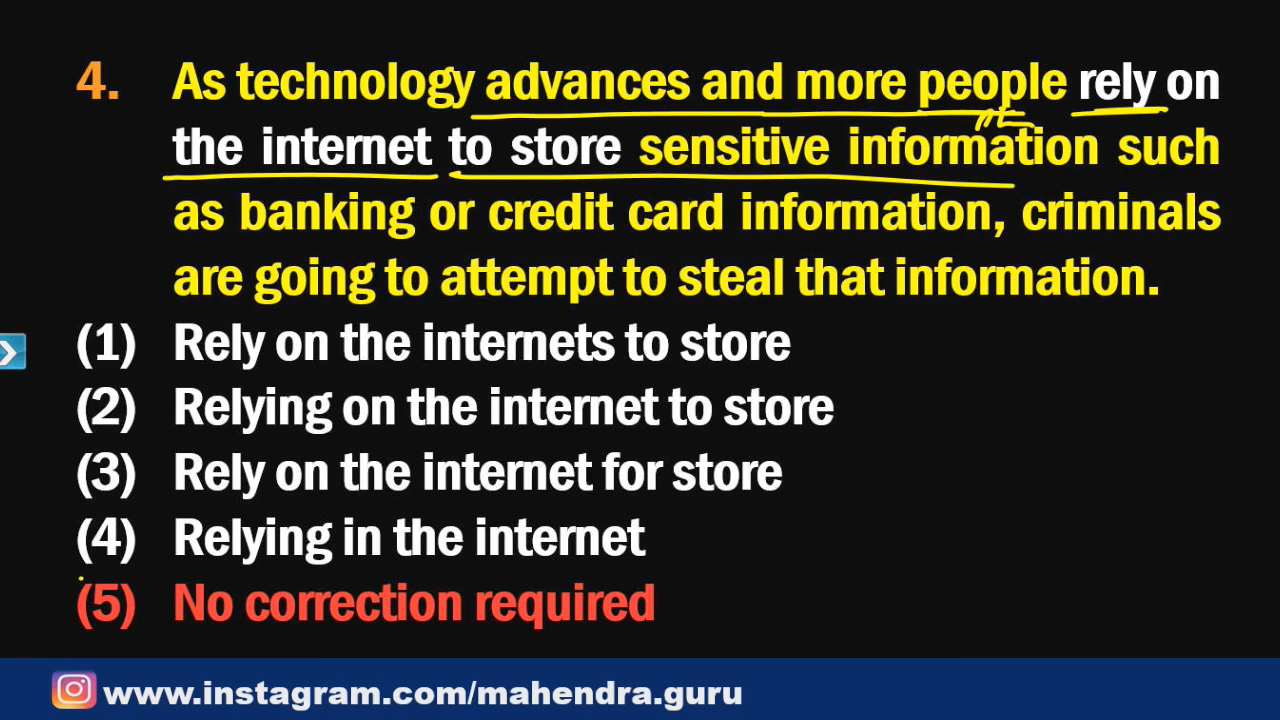 4. As technology advances and more people rely on
the internet to store sensitive information such
as banking or credit card information, criminals
are going to attempt to steal that information.
(1) Rely on the internets to store
(2) Relying on the internet to store
(3) Rely on the internet for store
(4) Relying in the internet
(5) No correction required
www.instagram.com/mahendra.guru